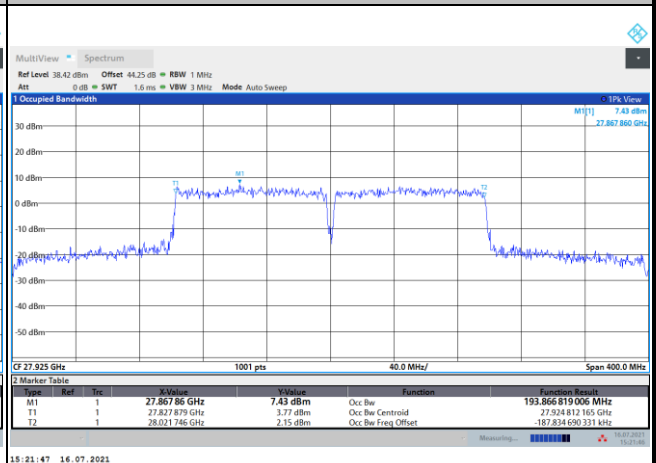 MultiView Spectrum
Ref Level 38.42 dBm Offset 44.25 dB RBW 1 MHz
Att 0 dB SWT 1.6 ms VBW 3 MHz Mode Auto Sweep
1 Occupied Bandwidth 1Pk View
M1[1] 7.43 dBm
27.867 860 GHz
30 dBm
20 dBm
M1
T1
T2
10 dBm
0 dBm
-10 dBm
-20 dBm
-30 dBm
-40 dBm
-50 dBm
CF 27.925 GHz 1001 pts 40.0 MHz/ Span 400.0 MHz
2 Marker Table
Type Ref Trc X-Value Y-Value Function Function Result
M1 1 27.867 86 GHz 7.43 dBm Occ Bw 193.866 819 006 MHz
T1 1 27.827 879 GHz 3.77 dBm Occ Bw Centroid 27.924 812 165 GHz
T2 1 28.021 746 GHz 2.15 dBm Occ Bw Freq Offset -187.834 690 331 kHz
Measuring... 16.07.2021
15:21:46
15:21:47 16.07.2021